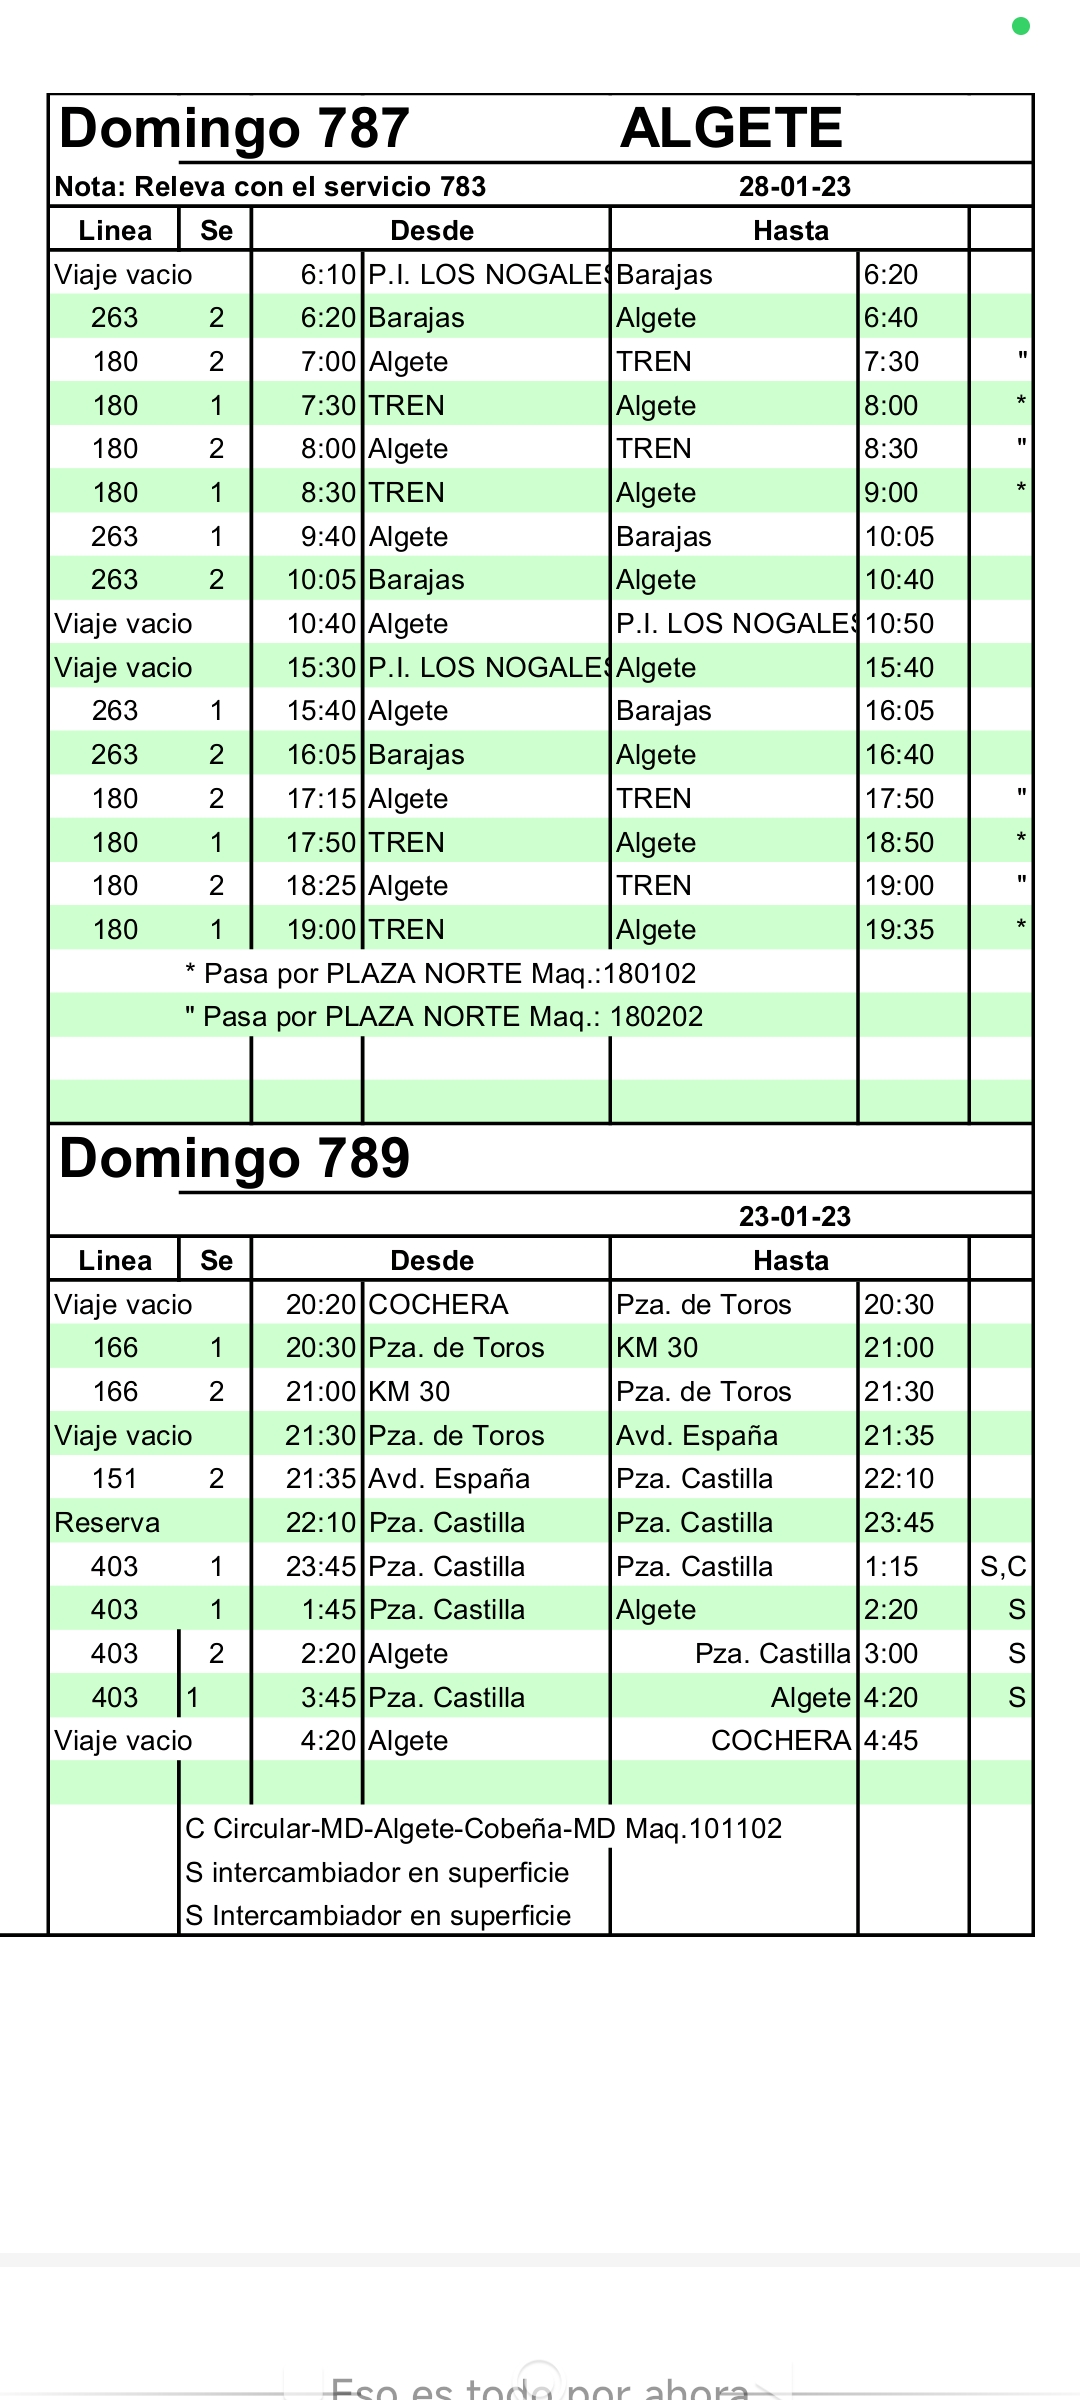 Domingo 787 ALGETE
Nota: Releva con el servicio 783 28-01-23
Linea Se Desde Hasta
Viaje vacio 6:10 P.I. LOS NOGALES Barajas 6:20
263 2 6:20 Barajas Algete 6:40
180 2 7:00 Algete TREN 7:30 "
180 1 7:30 TREN Algete 8:00 *
180 2 8:00 Algete TREN 8:30 "
180 1 8:30 TREN Algete 9:00 *
263 1 9:40 Algete Barajas 10:05
263 2 10:05 Barajas Algete 10:40
Viaje vacio 10:40 Algete P.I. LOS NOGALES 10:50
Viaje vacio 15:30 P.I. LOS NOGALES Algete 15:40
263 1 15:40 Algete Barajas 16:05
263 2 16:05 Barajas Algete 16:40
180 2 17:15 Algete TREN 17:50 "
180 1 17:50 TREN Algete 18:50 *
180 2 18:25 Algete TREN 19:00 "
180 1 19:00 TREN Algete 19:35 *
* Pasa por PLAZA NORTE Maq.:180102
" Pasa por PLAZA NORTE Maq.: 180202
Domingo 789
23-01-23
Linea Se Desde Hasta
Viaje vacio 20:20 COCHERA Pza. de Toros 20:30
166 1 20:30 Pza. de Toros KM 30 21:00
166 2 21:00 KM 30 Pza. de Toros 21:30
Viaje vacio 21:30 Pza. de Toros Avd. España 21:35
151 2 21:35 Avd. España Pza. Castilla 22:10
Reserva 22:10 Pza. Castilla Pza. Castilla 23:45
403 1 23:45 Pza. Castilla Pza. Castilla 1:15 S,C
403 1 1:45 Pza. Castilla Algete 2:20 S
403 2 2:20 Algete Pza. Castilla 3:00 S
403 1 3:45 Pza. Castilla Algete 4:20 S
Viaje vacio 4:20 Algete COCHERA 4:45
C Circular-MD-Algete-Cobeña-MD Maq.101102
S intercambiador en superficie
S Intercambiador en superficie
Eso es todo por ahora